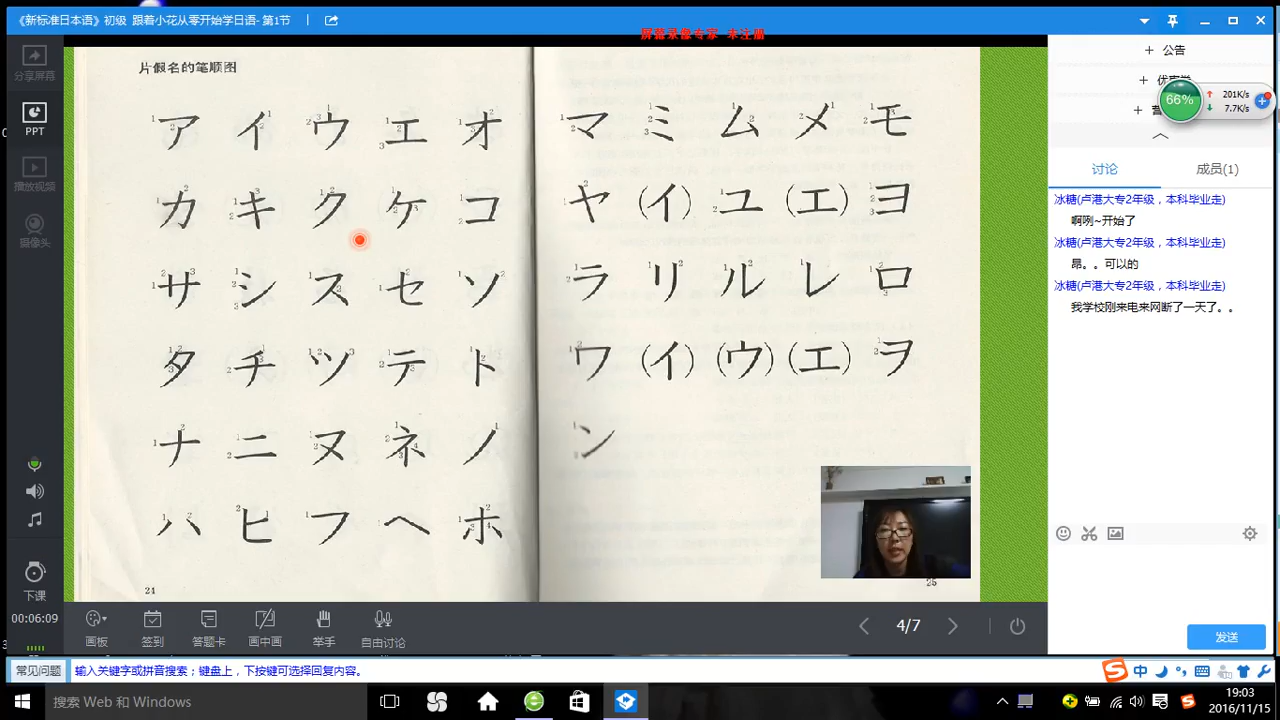 《新标准日本语》初级 跟着小花从零开始学日语- 第1节
屏幕录像专家 未注册
分享屏幕
PPT
播放视频
摄像头
下课
00:06:09
片假名的笔顺图
ア イ ウ エ オ
カ キ ク ケ コ
サ シ ス セ ソ
タ チ ツ テ ト
ナ ニ ヌ ネ ノ
ハ ヒ フ ヘ ホ
24
マ ミ ム メ モ
ヤ (イ) ユ (エ) ヨ
ラ リ ル レ ロ
ワ (イ) (ウ) (エ) ヲ
ン
25
公告
66%
201K/s
7.7K/s
讨论 成员(1)
冰糖(卢港大专2年级，本科毕业走)
啊咧~开始了
冰糖(卢港大专2年级，本科毕业走)
昂。。可以的
冰糖(卢港大专2年级，本科毕业走)
我学校刚来电来网断了一天了。。
发送
画板 签到 答题卡 画中画 举手 自由讨论
4/7
常见问题 输入关键字或拼音搜索；键盘上，下按键可选择回复内容。
中
搜索 Web 和 Windows
19:03
2016/11/15